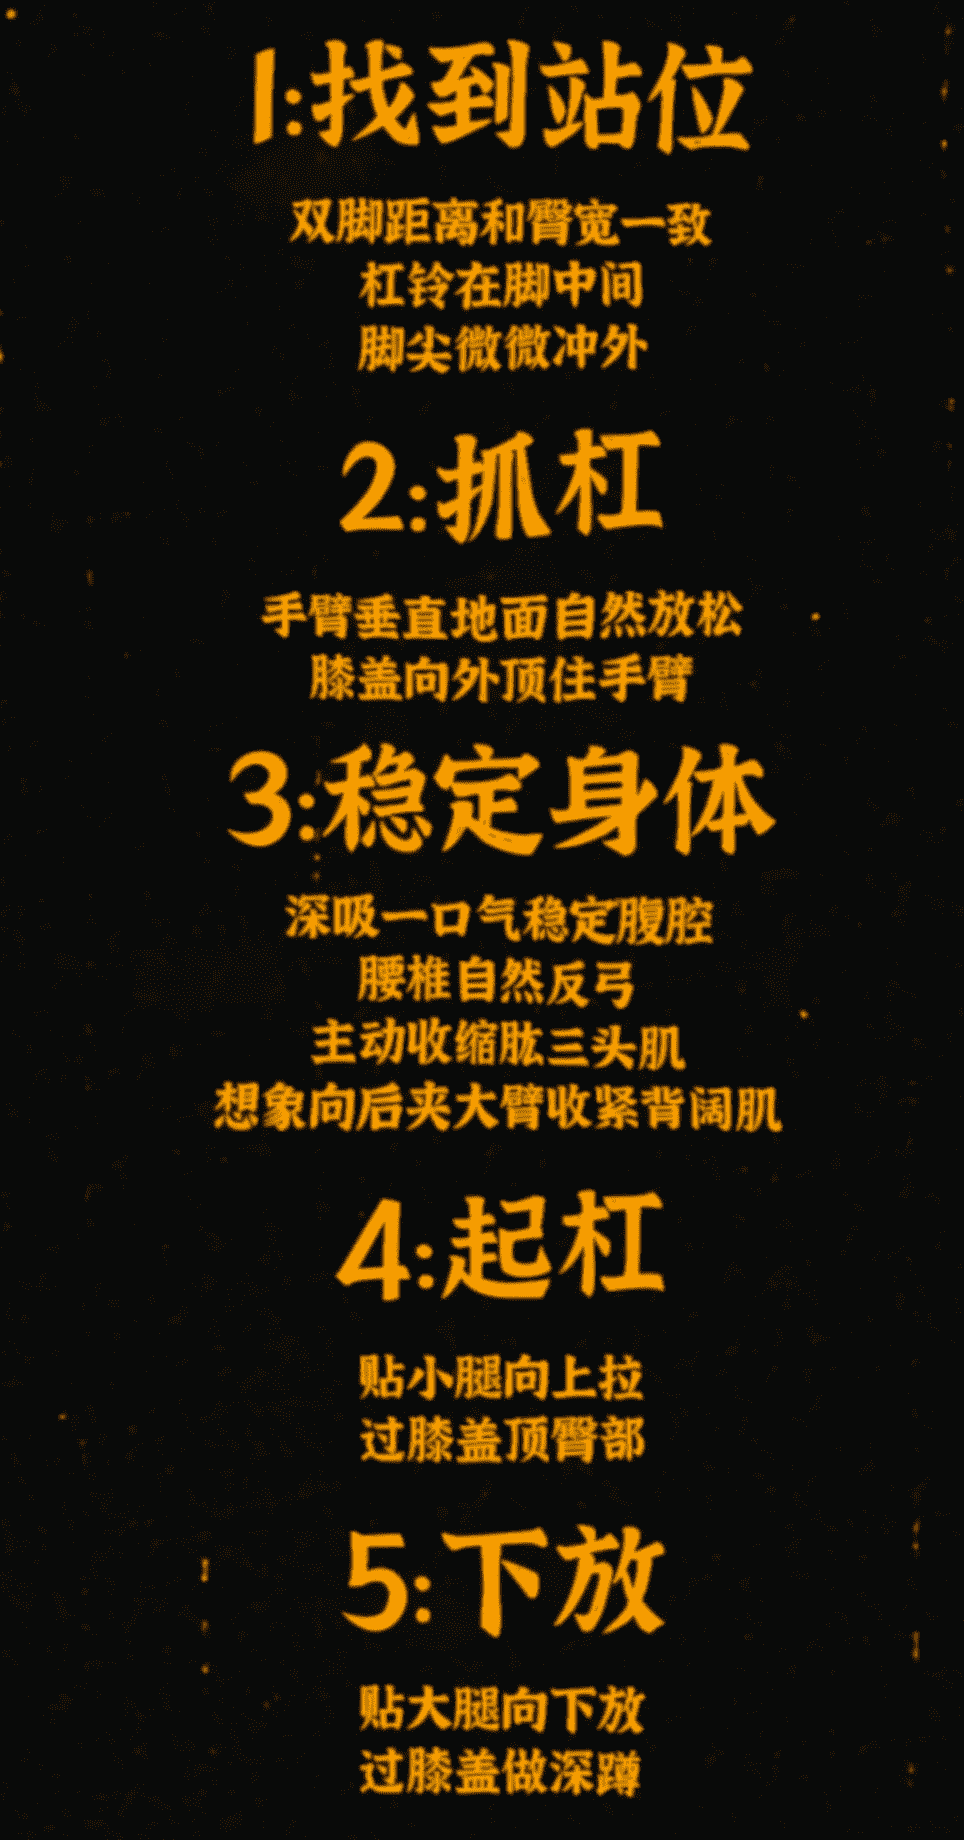 1:找到站位
双脚距离和臀宽一致
杠铃在脚中间
脚尖微微冲外
2:抓杠
手臂垂直地面自然放松
膝盖向外顶住手臂
3:稳定身体
深吸一口气稳定腹腔
腰椎自然反弓
主动收缩肱三头肌
想象向后夹大臂收紧背阔肌
4:起杠
贴小腿向上拉
过膝盖顶臀部
5:下放
贴大腿向下放
过膝盖做深蹲